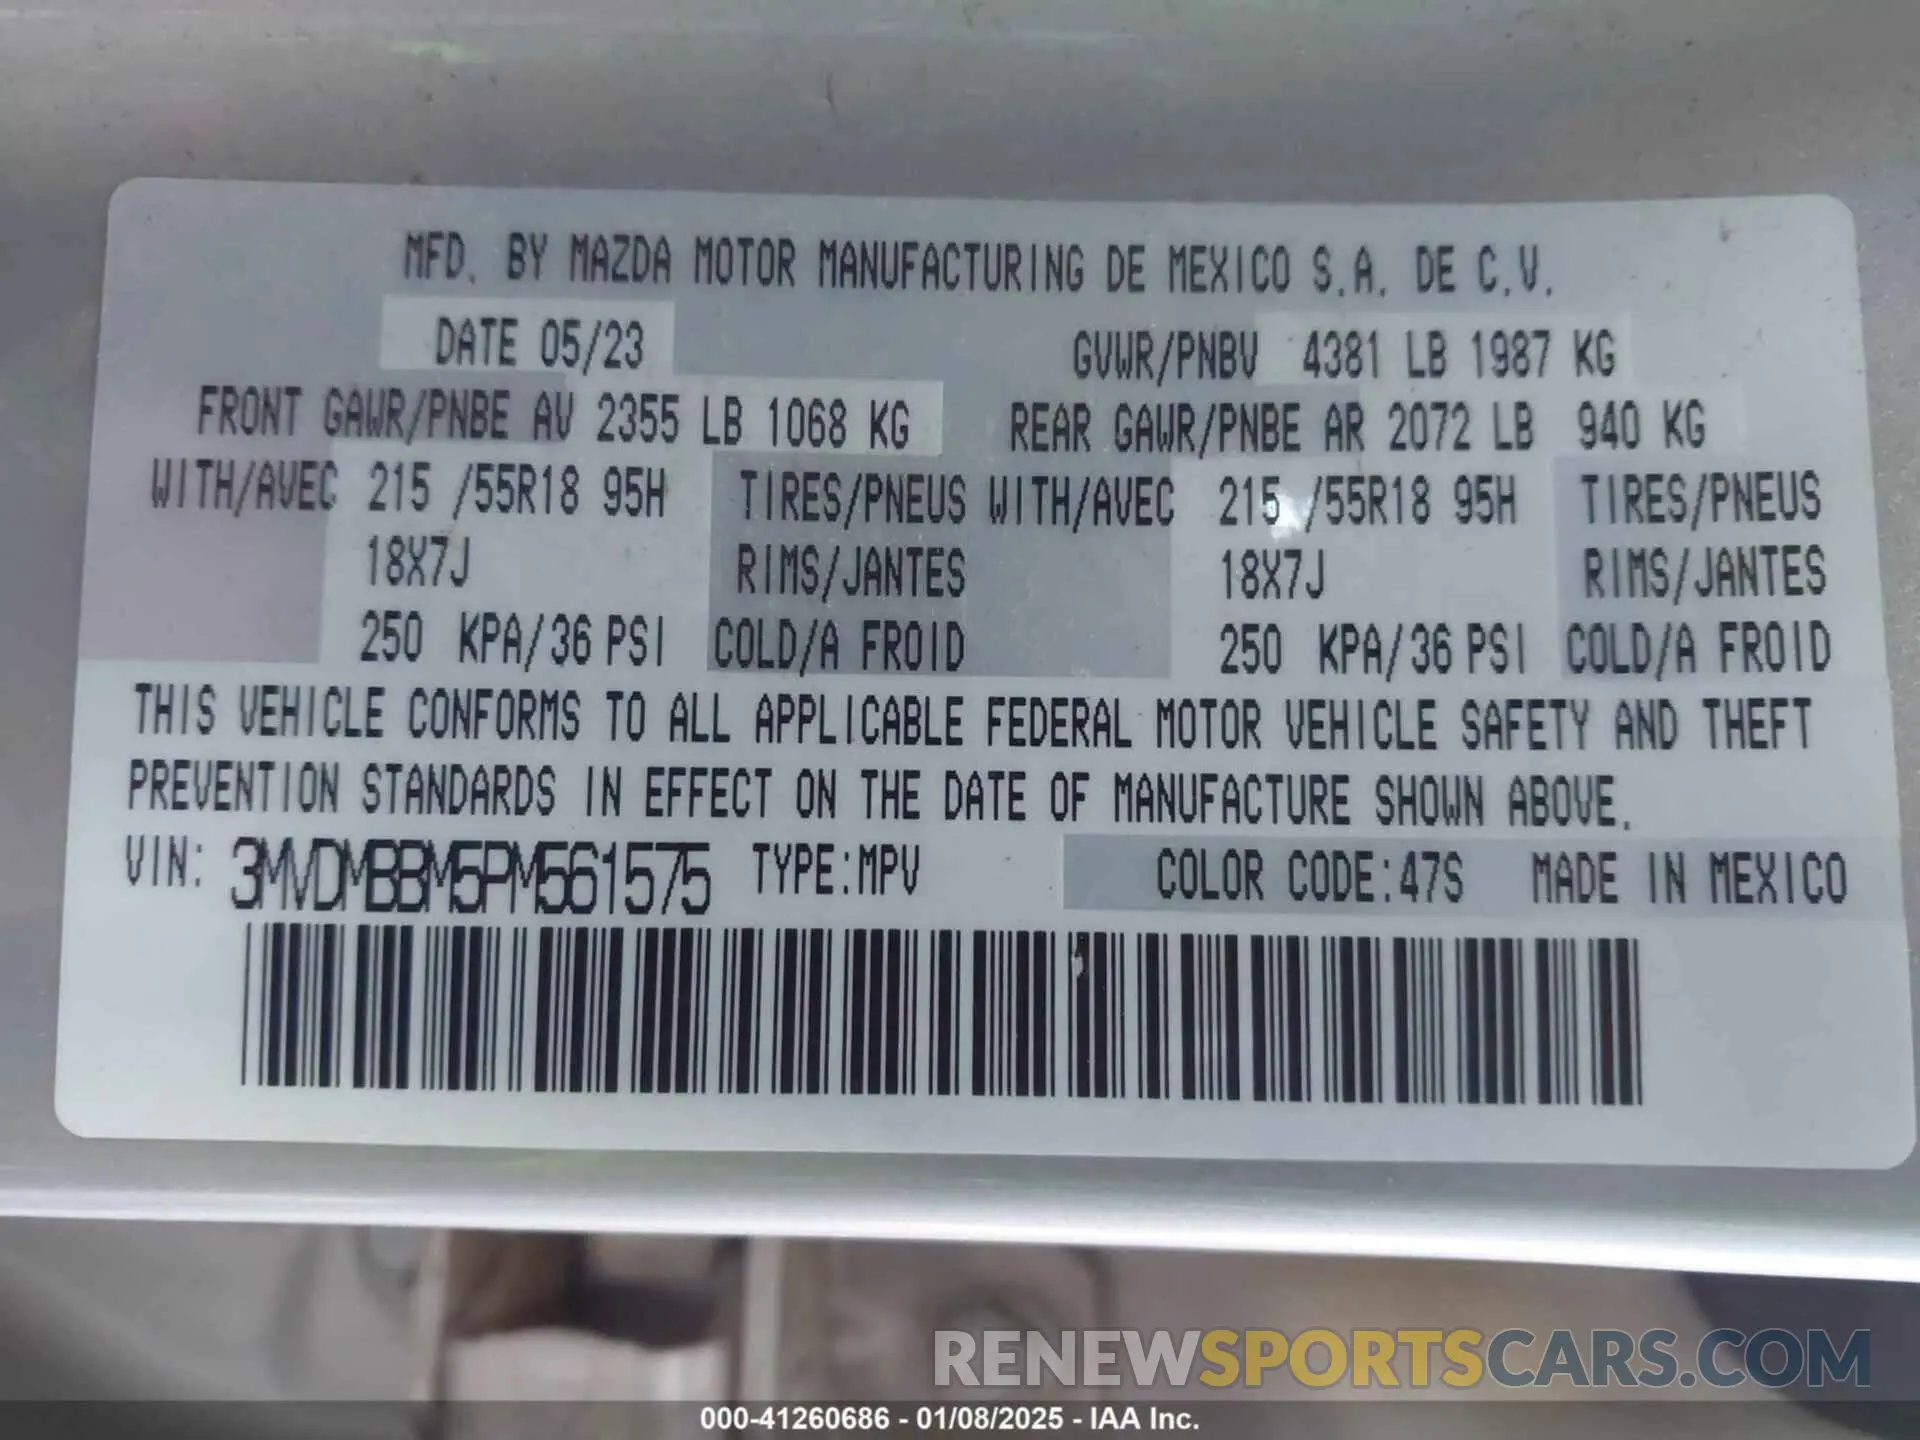 MFD. BY MAZDA MOTOR MANUFACTURING DE MEXICO S.A. DE C.V.
DATE 05/23 GVWR/PNBV 4381 LB 1987 KG
FRONT GAWR/PNBE AV 2355 LB 1068 KG REAR GAWR/PNBE AR 2072 LB 940 KG
WITH/AVEC 215 /55R18 95H TIRES/PNEUS WITH/AVEC 215 /55R18 95H TIRES/PNEUS
18X7J RIMS/JANTES 18X7J RIMS/JANTES
250 KPA/36 PSI COLD/A FROID 250 KPA/36 PSI COLD/A FROID
THIS VEHICLE CONFORMS TO ALL APPLICABLE FEDERAL MOTOR VEHICLE SAFETY AND THEFT
PREVENTION STANDARDS IN EFFECT ON THE DATE OF MANUFACTURE SHOWN ABOVE.
VIN: 3MVDMBBM5PM561575 TYPE:MPV COLOR CODE:47S MADE IN MEXICO
RENEWSPORTSCARS.COM
000-41260686 - 01/08/2025 - IAA Inc.